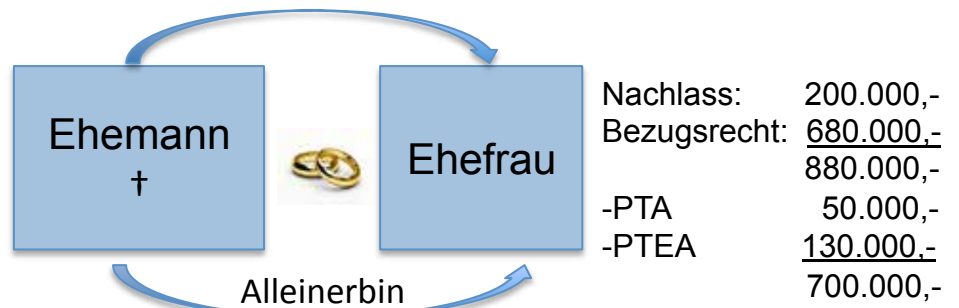 Ehemann
†
Ehefrau
Alleinerbin
Nachlass: 200.000,-
Bezugsrecht: 680.000,-
880.000,-
-PTA 50.000,-
-PTEA 130.000,-
700.000,-